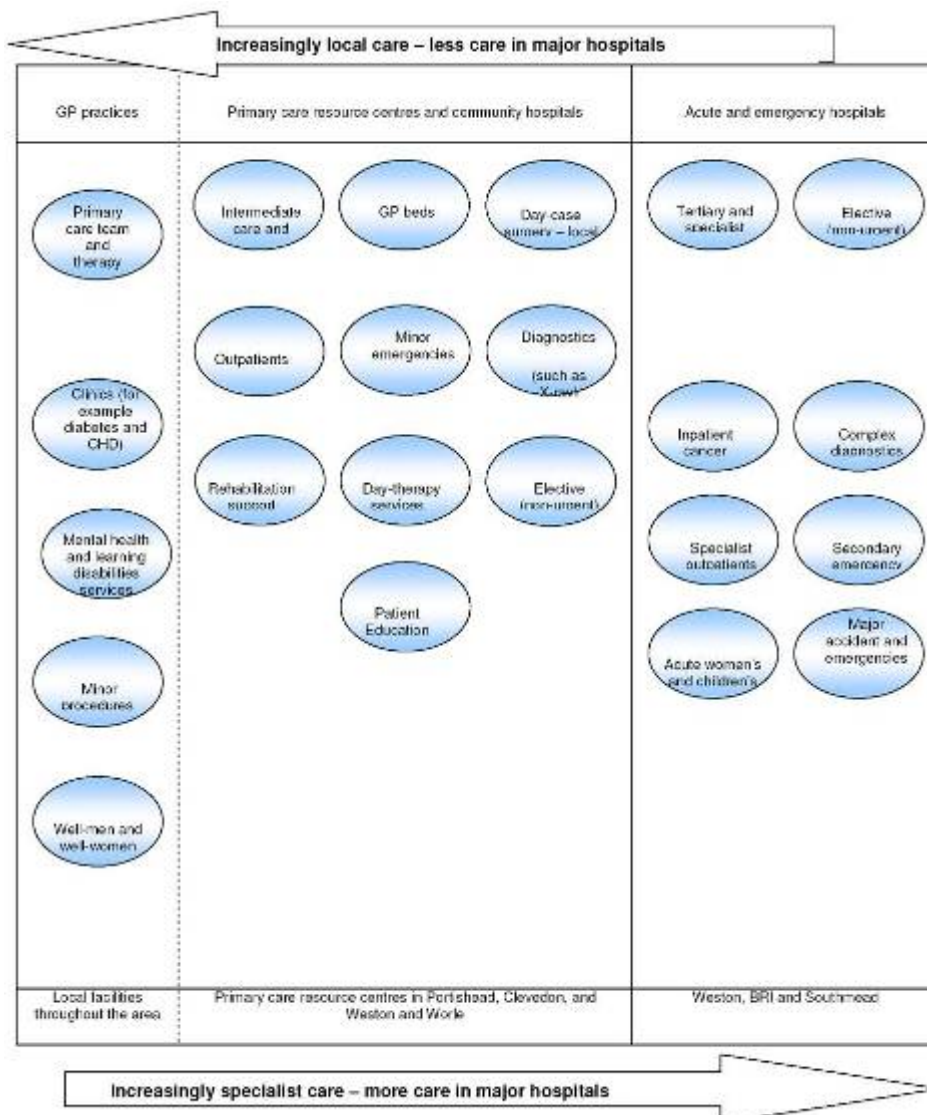 Increasingly local care – less care in major hospitals
GP practices
Primary care resource centres and community hospitals
Acute and emergency hospitals
Primary
care team
and
therapy
Clinics (for
example
diabetes and
CHD)
Mental health
and learning
disabilities
services
Minor
procedures
Well-men and
well-women
Intermediate
care and
GP beds
Day-case
surgery – local
Outpatients
Minor
emergencies
Diagnostics
(such as
X-ray)
Rehabilitation
support
Day-therapy
services
Elective
(non-urgent)
Patient
Education
Tertiary and
specialist
Elective
(non-urgent)
Inpatient
cancer
Complex
diagnostics
Specialist
outpatients
Secondary
emergency
Acute women's
and children's
Major
accident and
emergencies
Local facilities
throughout the area
Primary care resource centres in Portishead, Clevedon, and
Weston and Worle
Weston, BRI and Southmead
Increasingly specialist care – more care in major hospitals